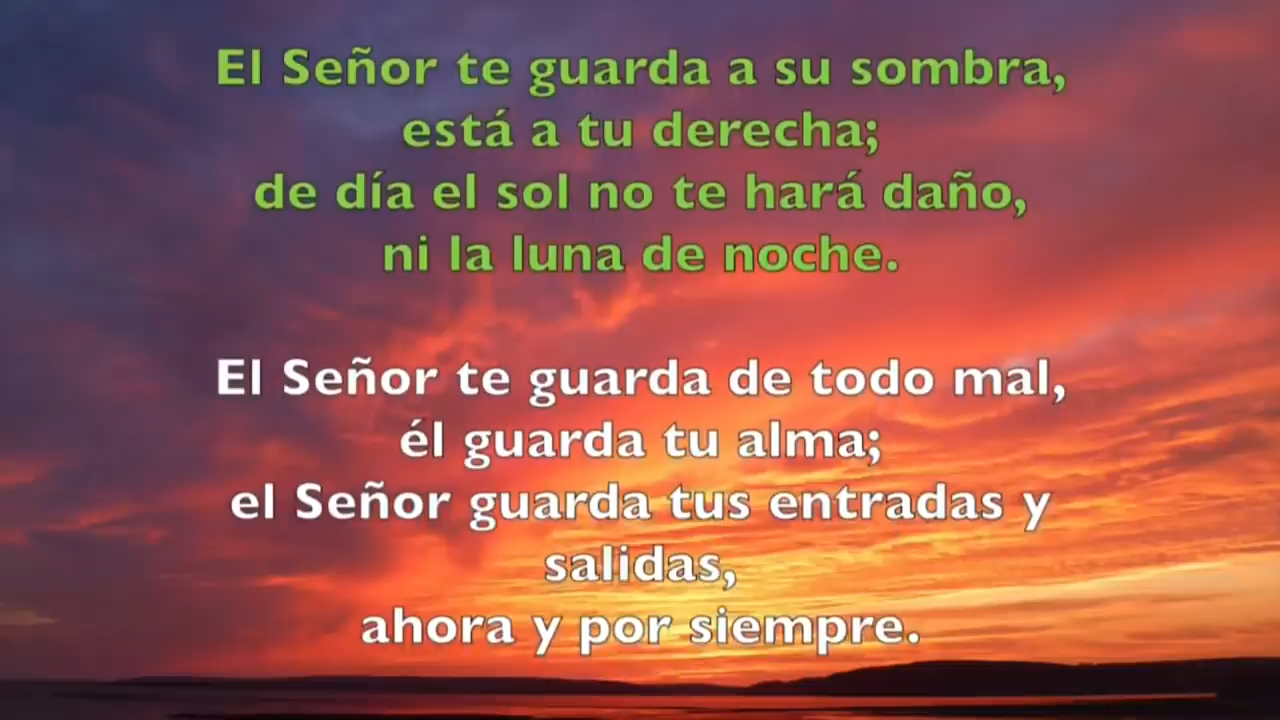 El Señor te guarda a su sombra,
está a tu derecha;
de día el sol no te hará daño,
ni la luna de noche.
El Señor te guarda de todo mal,
él guarda tu alma;
el Señor guarda tus entradas y
salidas,
ahora y por siempre.